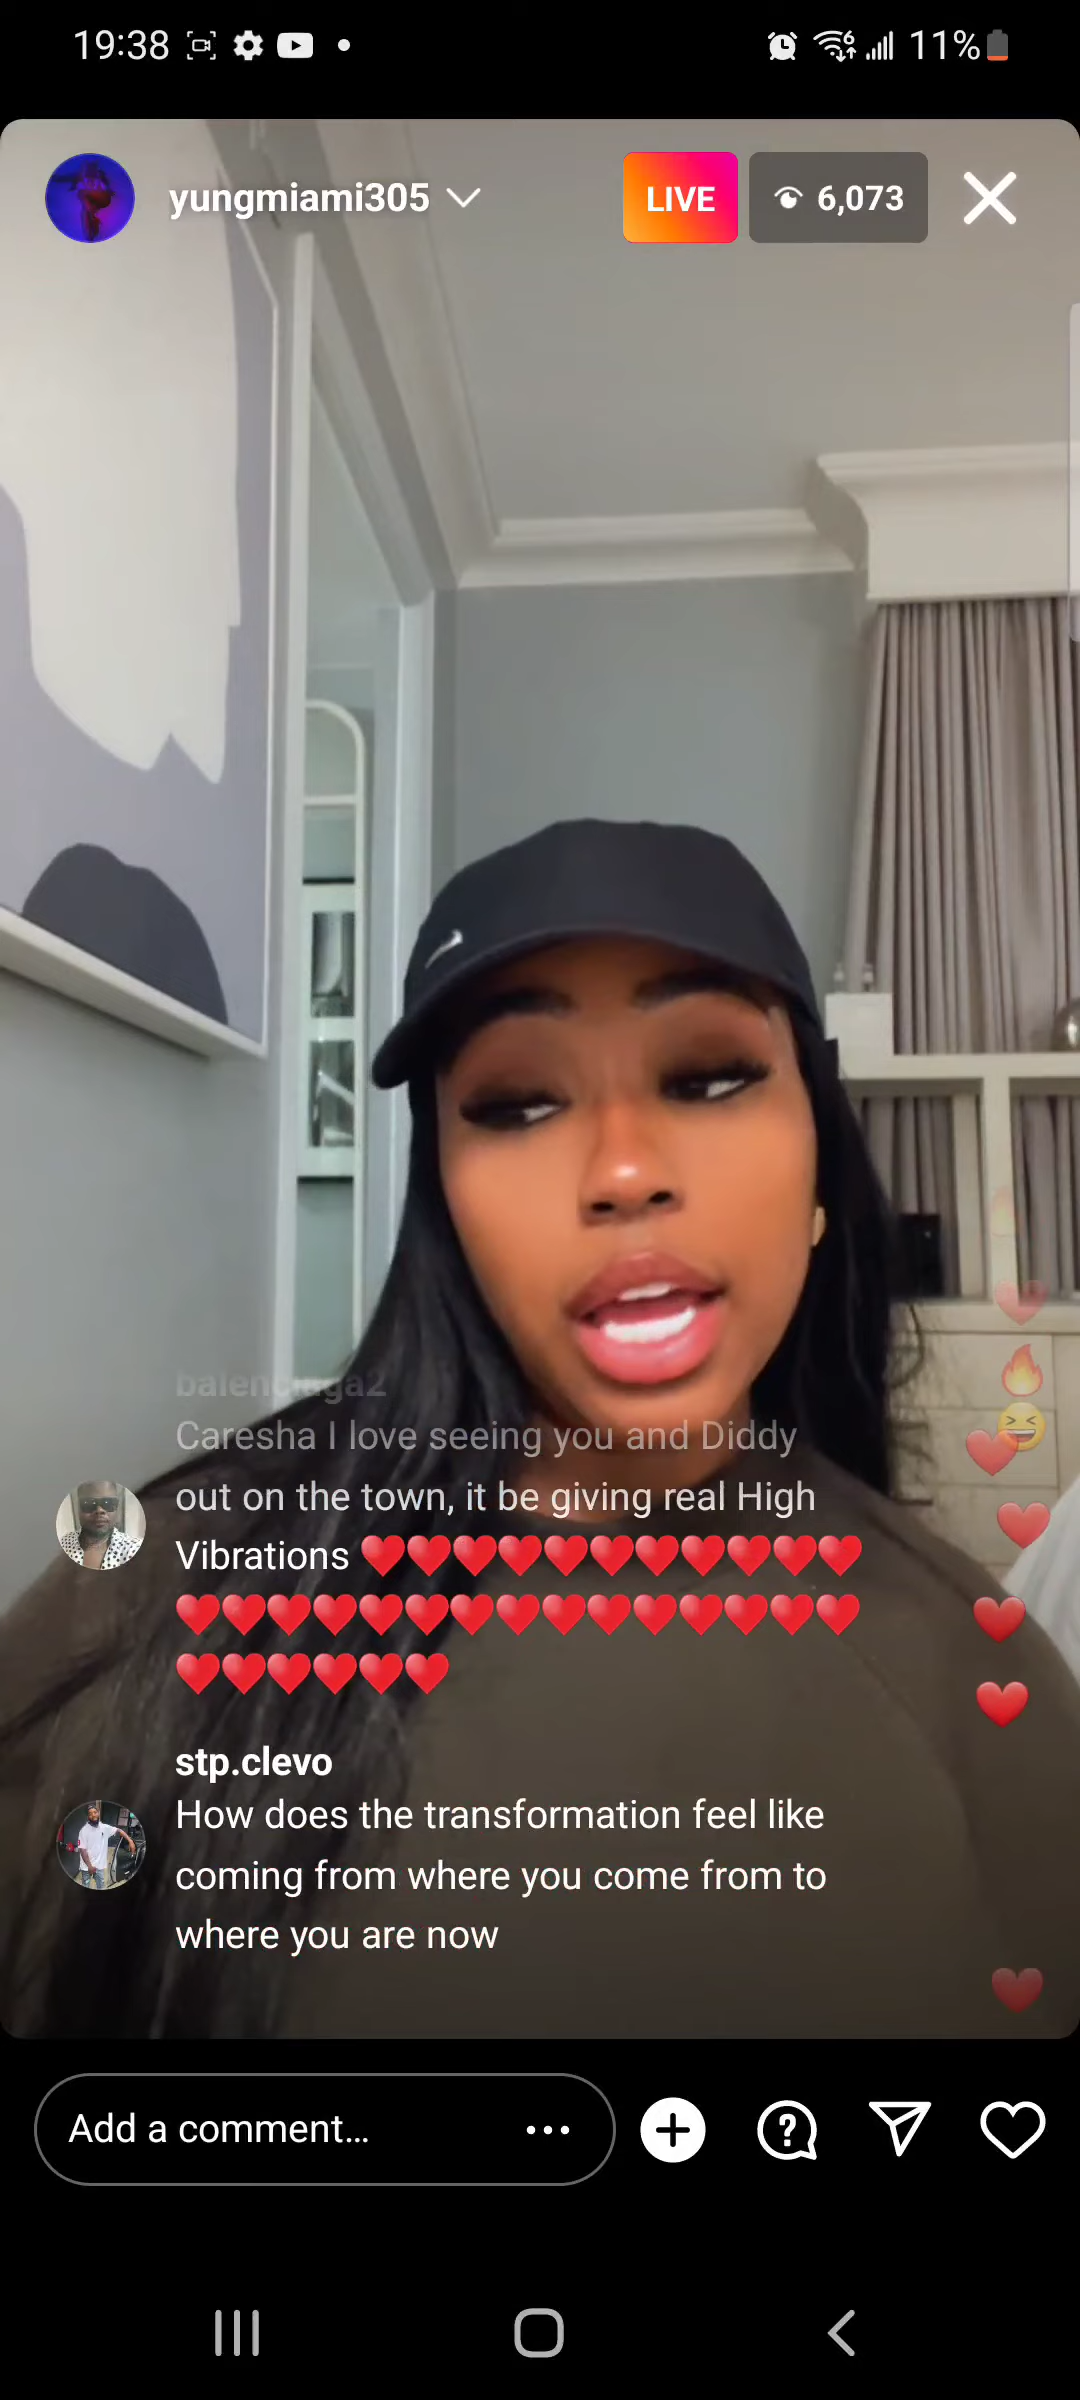 19:38
11%
yungmiami305
LIVE
6,073
Caresha I love seeing you and Diddy
out on the town, it be giving real High
Vibrations ❤️❤️❤️❤️❤️❤️❤️❤️❤️❤️❤️
❤️❤️❤️❤️❤️❤️❤️❤️❤️❤️❤️❤️❤️❤️❤️
❤️❤️❤️❤️❤️❤️
stp.clevo
How does the transformation feel like
coming from where you come from to
where you are now
Add a comment...